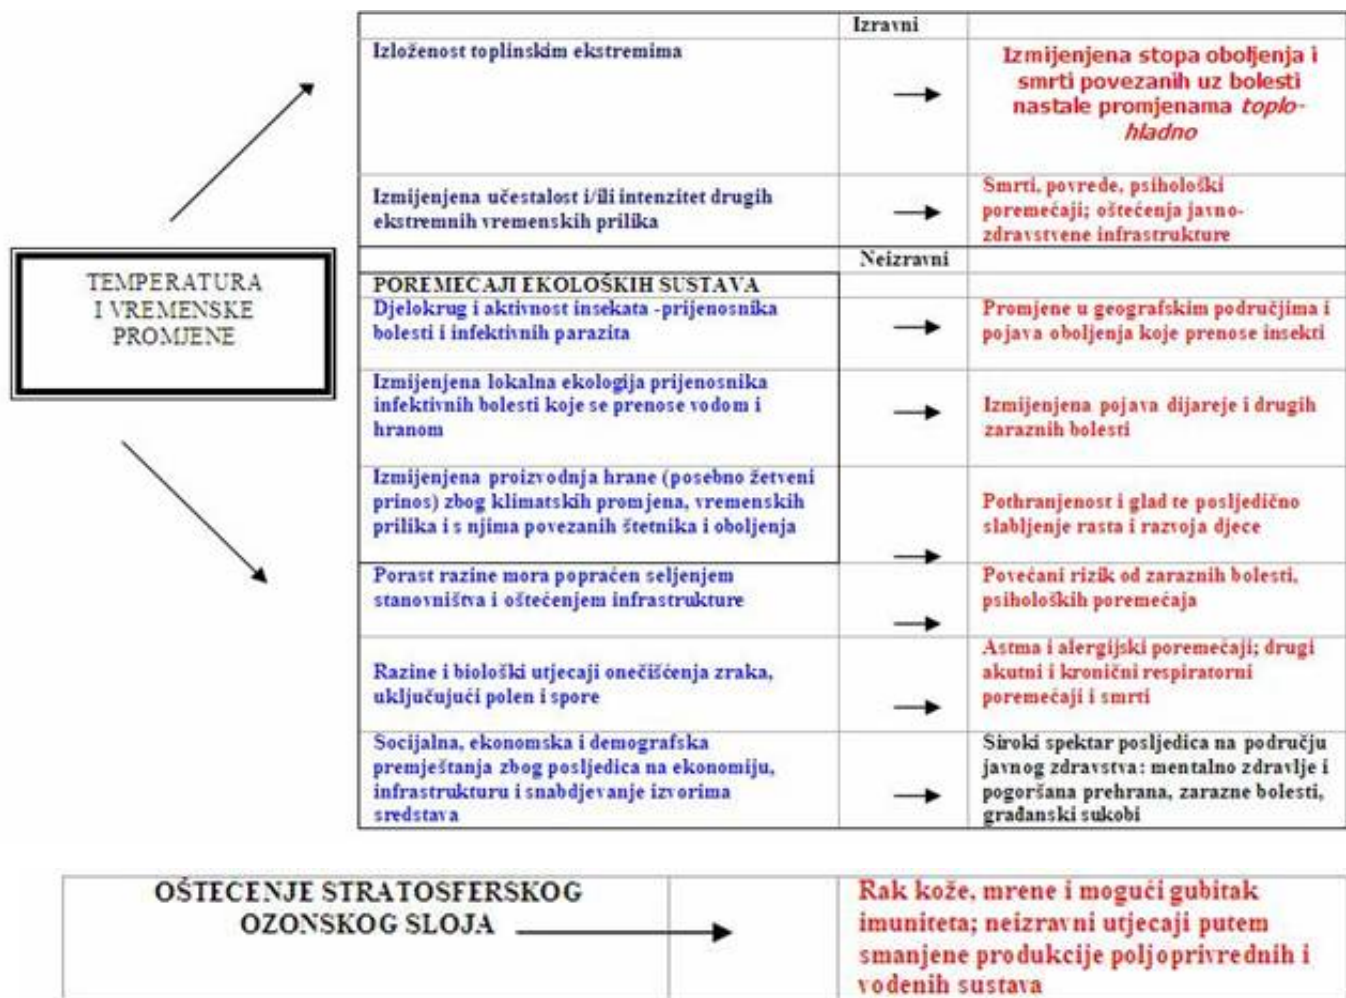 Izravni
Izloženost toplinskim ekstremima
Izmijenjena stopa oboljenja i
smrti povezanih uz bolesti
nastale promjenama toplo-
hladno
Izmijenjena učestalost i/ili intenzitet drugih
ekstremnih vremenskih prilika
Smrti, povrede, psihološki
poremećaji; oštećenja javno-
zdravstvene infrastrukture
TEMPERATURA
I VREMENSKE
PROMJENE
Neizravni
POREMEĆAJI EKOLOŠKIH SUSTAVA
Djelokrug i aktivnost insekata -prijenosnika
bolesti i infektivnih parazita
Promjene u geografskim područjima i
pojava oboljenja koje prenose insekti
Izmijenjena lokalna ekologija prijenosnika
infektivnih bolesti koje se prenose vodom i
hranom
Izmijenjena pojava dijareje i drugih
zaraznih bolesti
Izmijenjena proizvodnja hrane (posebno žetveni
prinos) zbog klimatskih promjena, vremenskih
prilika i s njima povezanih štetnika i oboljenja
Pothranjenost i glad te posljedično
slabljenje rasta i razvoja djece
Porast razine mora popraćen seljenjem
stanovništva i oštećenjem infrastrukture
Povećani rizik od zaraznih bolesti,
psiholoških poremećaja
Razine i biološki utjecaji onečišćenja zraka,
uključujući polen i spore
Astma i alergijski poremećaji; drugi
akutni i kronični respiratorni
poremećaji i smrti
Socijalna, ekonomska i demografska
premještanja zbog posljedica na ekonomiju,
infrastrukturu i snabdjevanje izvorima
sredstava
Siroki spektar posljedica na području
javnog zdravstva: mentalno zdravlje i
pogoršana prehrana, zarazne bolesti,
građanski sukobi
OŠTEĆENJE STRATOSFERSKOG
OZONSKOG SLOJA
Rak kože, mrene i mogući gubitak
imuniteta; neizravni utjecaji putem
smanjene produkcije poljoprivrednih i
vodenih sustava